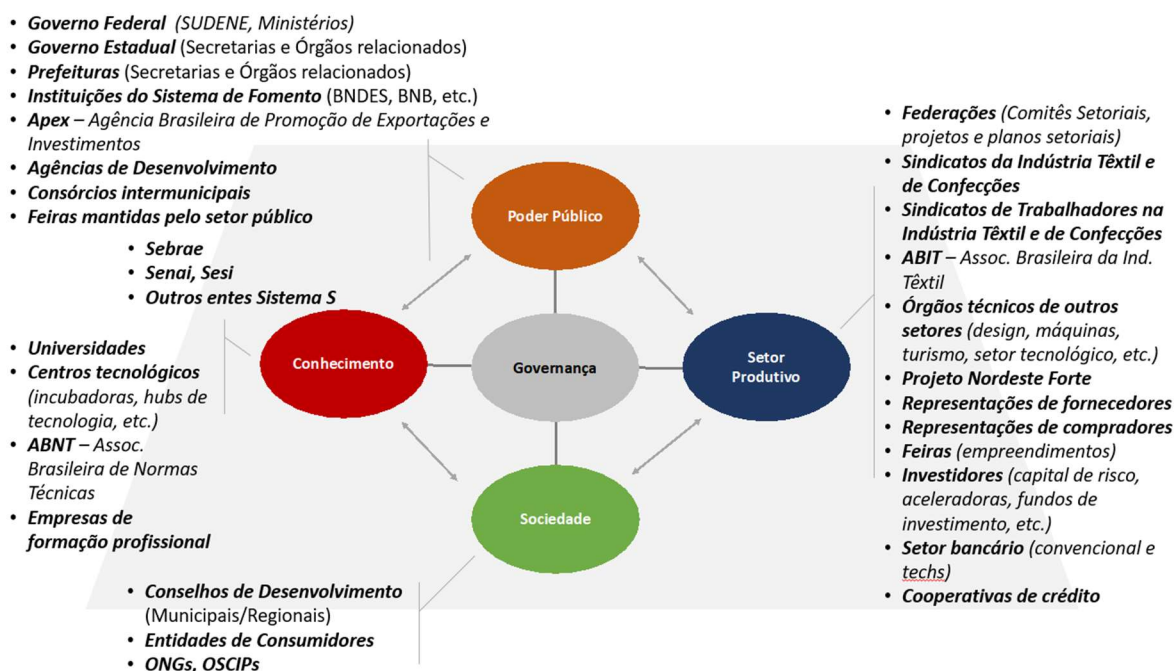 • Governo Federal (SUDENE, Ministérios)
• Governo Estadual (Secretarias e Órgãos relacionados)
• Prefeituras (Secretarias e Órgãos relacionados)
• Instituições do Sistema de Fomento (BNDES, BNB, etc.)
• Apex – Agência Brasileira de Promoção de Exportações e
Investimentos
• Agências de Desenvolvimento
• Consórcios intermunicipais
• Feiras mantidas pelo setor público
• Sebrae
• Senai, Sesi
• Outros entes Sistema S
• Universidades
• Centros tecnológicos
(incubadoras, hubs de
tecnologia, etc.)
• ABNT – Assoc.
Brasileira de Normas
Técnicas
• Empresas de
formação profissional
Poder Público
Conhecimento
Governança
Setor
Produtivo
Sociedade
• Conselhos de Desenvolvimento
(Municipais/Regionais)
• Entidades de Consumidores
• ONGs, OSCIPs
• Federações (Comitês Setoriais,
projetos e planos setoriais)
• Sindicatos da Indústria Têxtil e
de Confecções
• Sindicatos de Trabalhadores na
Indústria Têxtil e de Confecções
• ABIT – Assoc. Brasileira da Ind.
Têxtil
• Órgãos técnicos de outros
setores (design, máquinas,
turismo, setor tecnológico, etc.)
• Projeto Nordeste Forte
• Representações de fornecedores
• Representações de compradores
• Feiras (empreendimentos)
• Investidores (capital de risco,
aceleradoras, fundos de
investimento, etc.)
• Setor bancário (convencional e
techs)
• Cooperativas de crédito